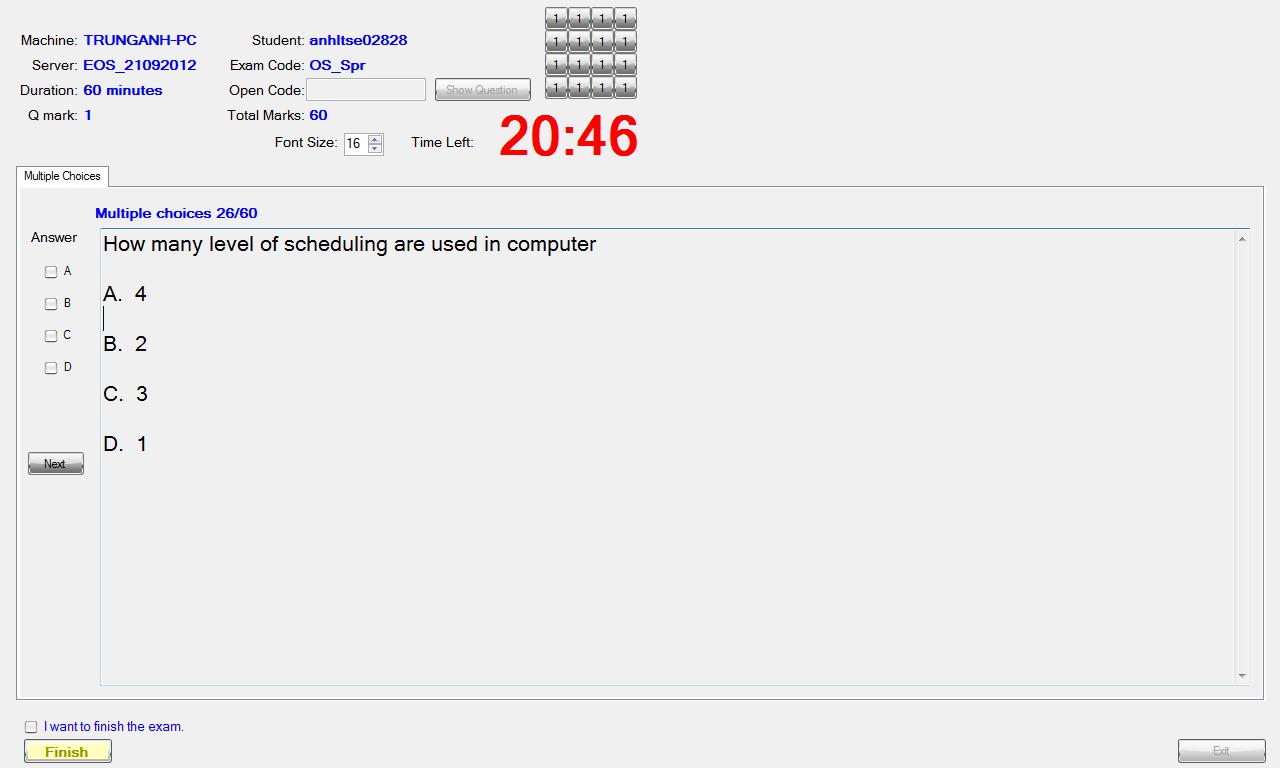 Machine: TRUNGANH-PC Student: anhltse02828
Server: EOS_21092012 Exam Code: OS_Spr
Duration: 60 minutes Open Code: Show Question
Q mark: 1 Total Marks: 60
Font Size: 16 Time Left: 20:46
1 1 1 1
1 1 1 1
1 1 1 1
1 1 1 1
Multiple Choices
Multiple choices 26/60
Answer
A
B
C
D
Next
How many level of scheduling are used in computer
A. 4
B. 2
C. 3
D. 1
I want to finish the exam.
Finish
Exit